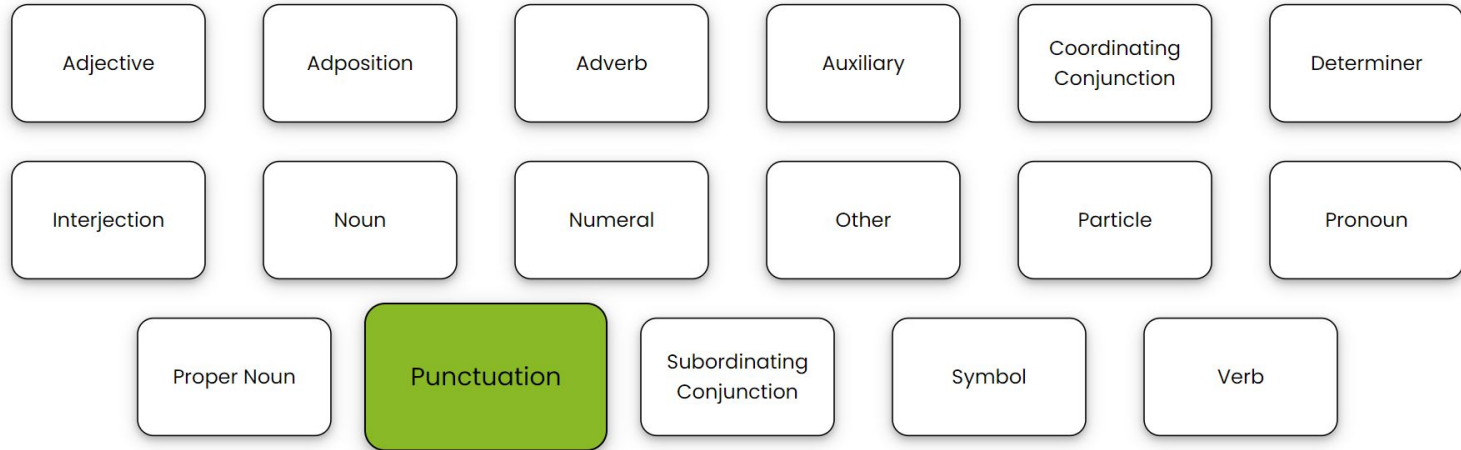 Adjective
Adposition
Adverb
Auxiliary
Coordinating
Conjunction
Determiner
Interjection
Noun
Numeral
Other
Particle
Pronoun
Proper Noun
Punctuation
Subordinating
Conjunction
Symbol
Verb